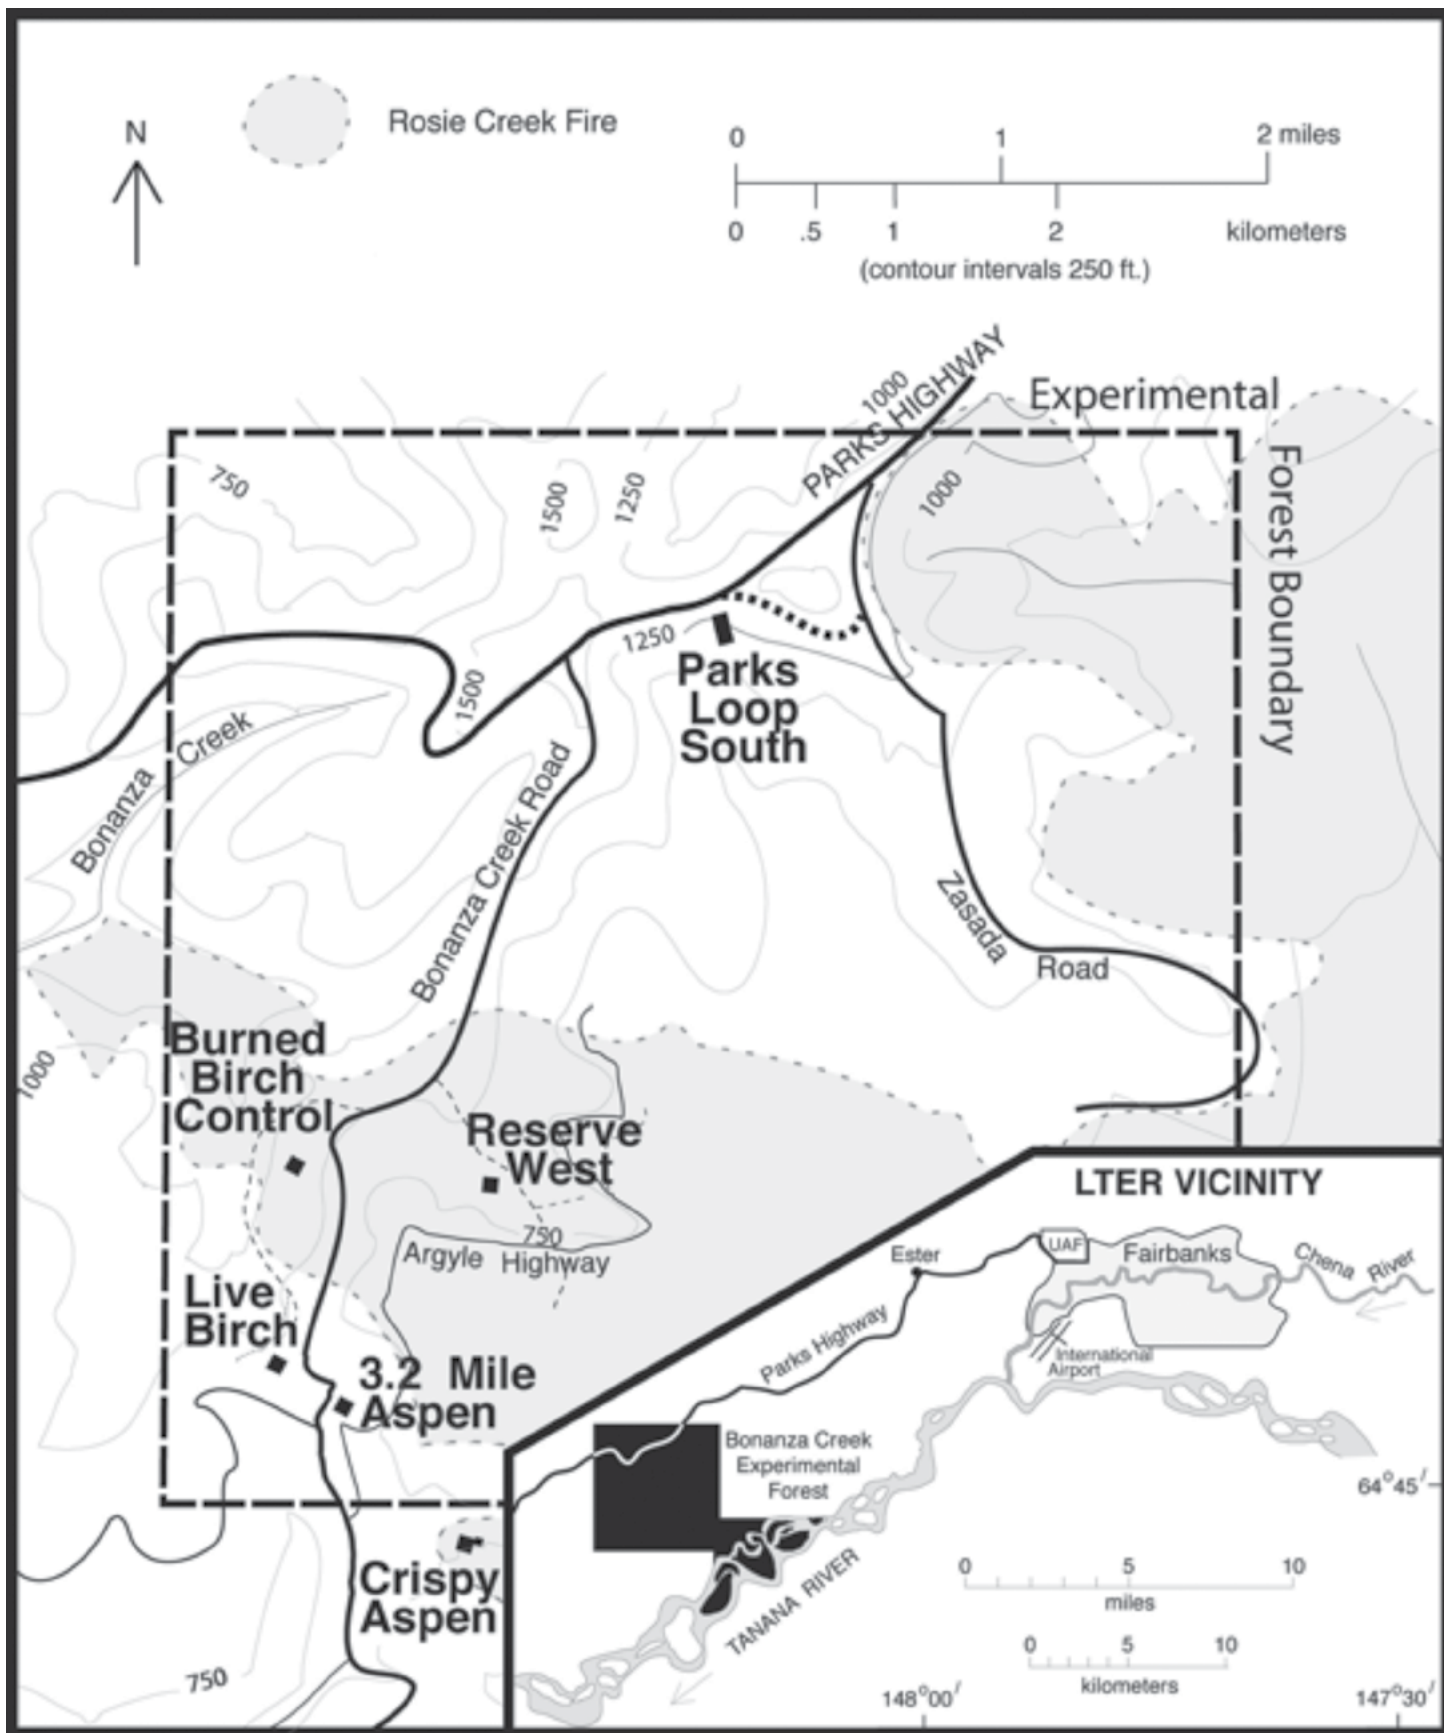 N
Rosie Creek Fire
0 1 2 miles
0 .5 1 2 kilometers
(contour intervals 250 ft.)
PARKS HIGHWAY
1000
Experimental
Forest Boundary
750
1500
1250
1000
1250
1500
Parks
Loop
South
Bonanza Creek
Bonanza Creek Road
Zasada
Road
1000
Burned
Birch
Control
Reserve
West
750
Argyle Highway
Live
Birch
3.2 Mile
Aspen
Crispy
Aspen
750
LTER VICINITY
Ester
UAF
Fairbanks
Chena River
Parks Highway
International
Airport
Bonanza Creek
Experimental
Forest
TANANA RIVER
64°45'
0 5 10
miles
0 5 10
kilometers
148°00'
147°30'